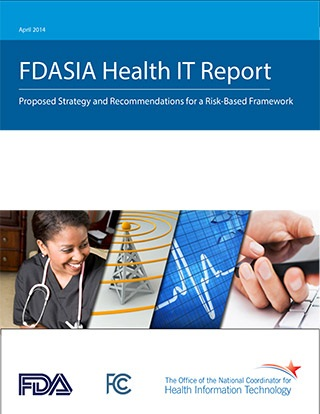 April 2014
FDASIA Health IT Report
Proposed Strategy and Recommendations for a Risk-Based Framework
FDA
FCC
The Office of the National Coordinator for
Health Information Technology